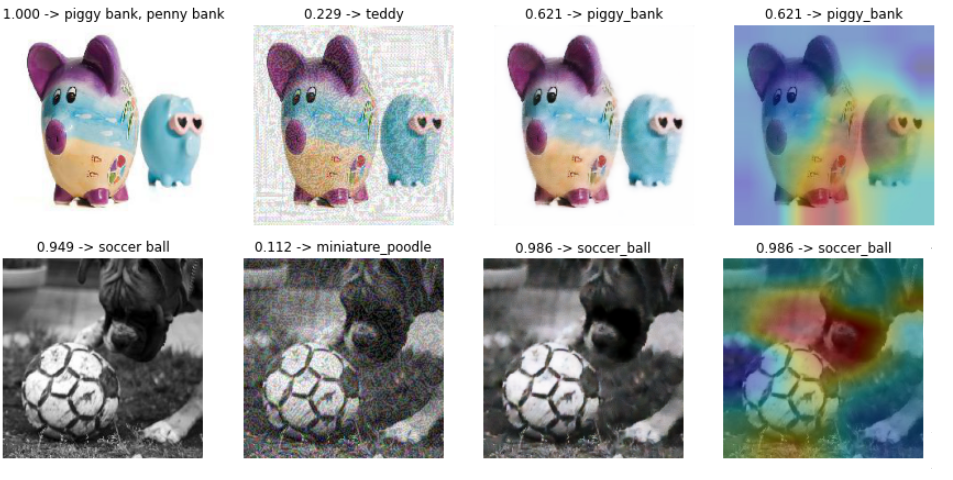 1.000 -> piggy bank, penny bank
0.229 -> teddy
0.621 -> piggy_bank
0.621 -> piggy_bank
0.949 -> soccer ball
0.112 -> miniature_poodle
0.986 -> soccer_ball
0.986 -> soccer_ball